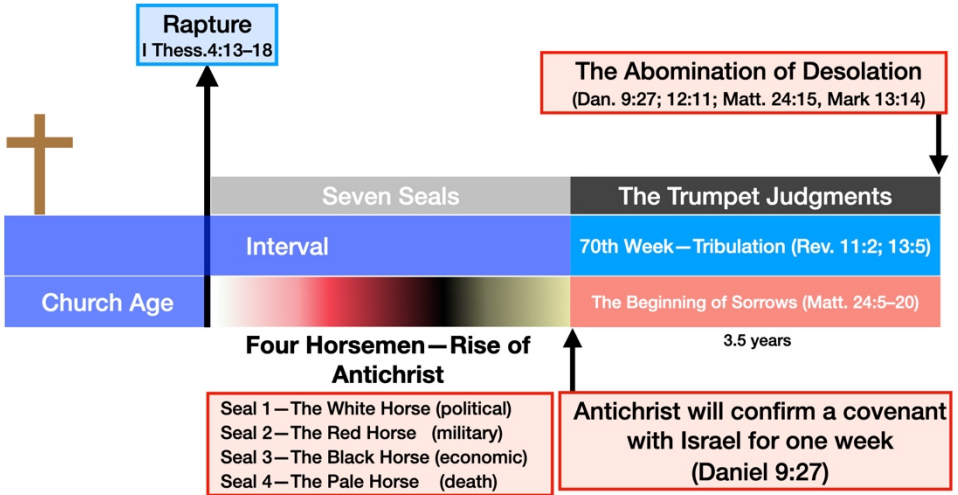 Rapture
I Thess.4:13–18
The Abomination of Desolation
(Dan. 9:27; 12:11; Matt. 24:15, Mark 13:14)
Seven Seals
The Trumpet Judgments
Interval
70th Week—Tribulation (Rev. 11:2; 13:5)
Church Age
The Beginning of Sorrows (Matt. 24:5–20)
Four Horsemen—Rise of
Antichrist
3.5 years
Seal 1—The White Horse (political)
Seal 2—The Red Horse (military)
Seal 3—The Black Horse (economic)
Seal 4—The Pale Horse (death)
Antichrist will confirm a covenant
with Israel for one week
(Daniel 9:27)